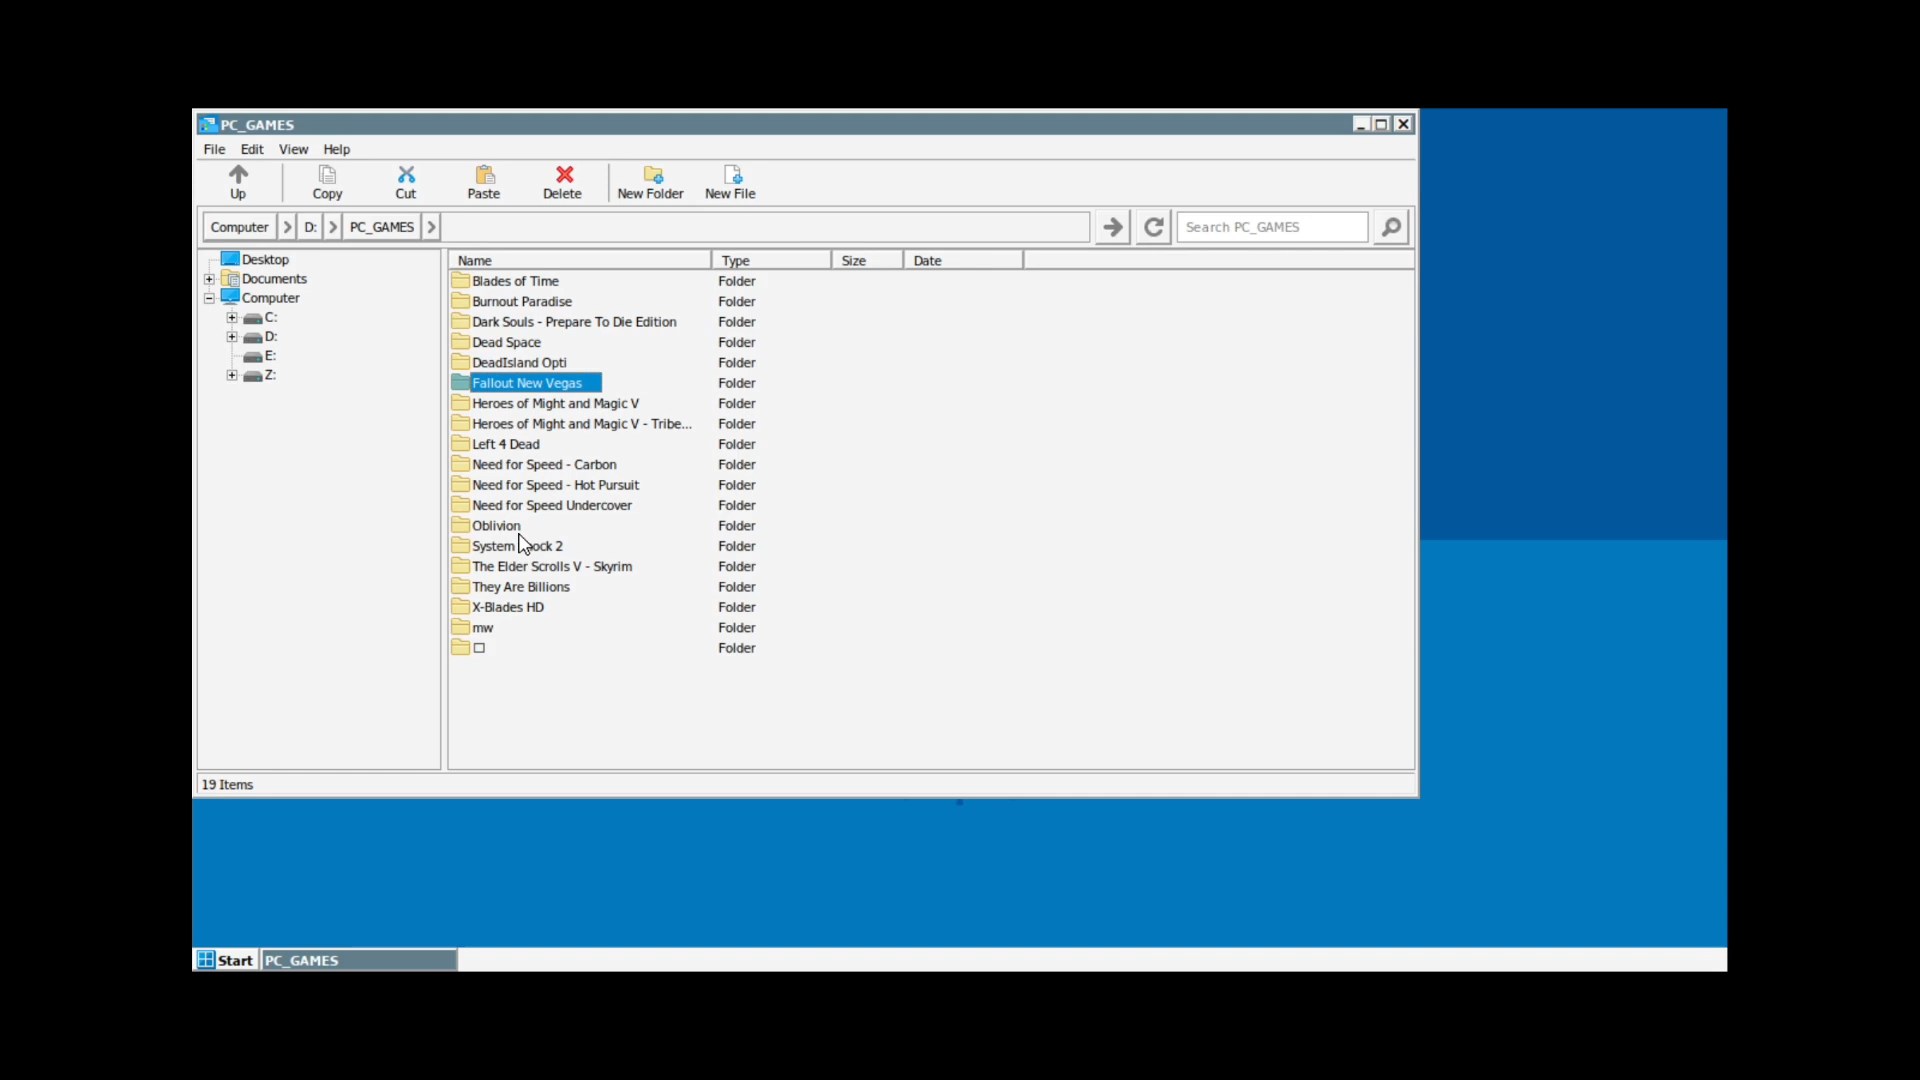 PC_GAMES
File Edit View Help
Up Copy Cut Paste Delete New Folder New File
Computer D: PC_GAMES Search PC_GAMES
Desktop
Documents
Computer
C:
D:
E:
Z:
Name Type Size Date
Blades of Time Folder
Burnout Paradise Folder
Dark Souls - Prepare To Die Edition Folder
Dead Space Folder
DeadIsland Opti Folder
Fallout New Vegas Folder
Heroes of Might and Magic V Folder
Heroes of Might and Magic V - Tribe... Folder
Left 4 Dead Folder
Need for Speed - Carbon Folder
Need for Speed - Hot Pursuit Folder
Need for Speed Undercover Folder
Oblivion Folder
System ock 2 Folder
The Elder Scrolls V - Skyrim Folder
They Are Billions Folder
X-Blades HD Folder
mw Folder
□ Folder
19 Items
Start PC_GAMES